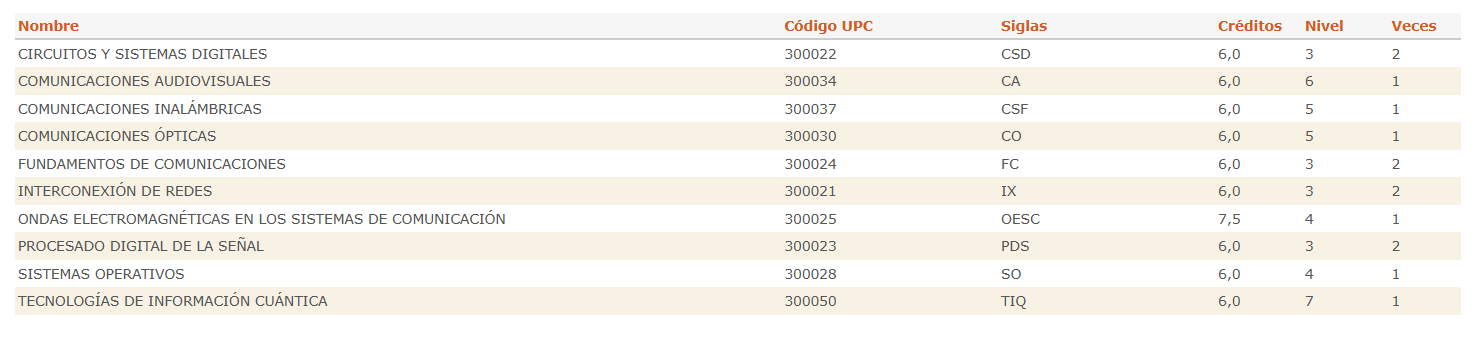 Nombre Código UPC Siglas Créditos Nivel Veces
CIRCUITOS Y SISTEMAS DIGITALES 300022 CSD 6,0 3 2
COMUNICACIONES AUDIOVISUALES 300034 CA 6,0 6 1
COMUNICACIONES INALÁMBRICAS 300037 CSF 6,0 5 1
COMUNICACIONES ÓPTICAS 300030 CO 6,0 5 1
FUNDAMENTOS DE COMUNICACIONES 300024 FC 6,0 3 2
INTERCONEXIÓN DE REDES 300021 IX 6,0 3 2
ONDAS ELECTROMAGNÉTICAS EN LOS SISTEMAS DE COMUNICACIÓN 300025 OESC 7,5 4 1
PROCESADO DIGITAL DE LA SEÑAL 300023 PDS 6,0 3 2
SISTEMAS OPERATIVOS 300028 SO 6,0 4 1
TECNOLOGÍAS DE INFORMACIÓN CUÁNTICA 300050 TIQ 6,0 7 1